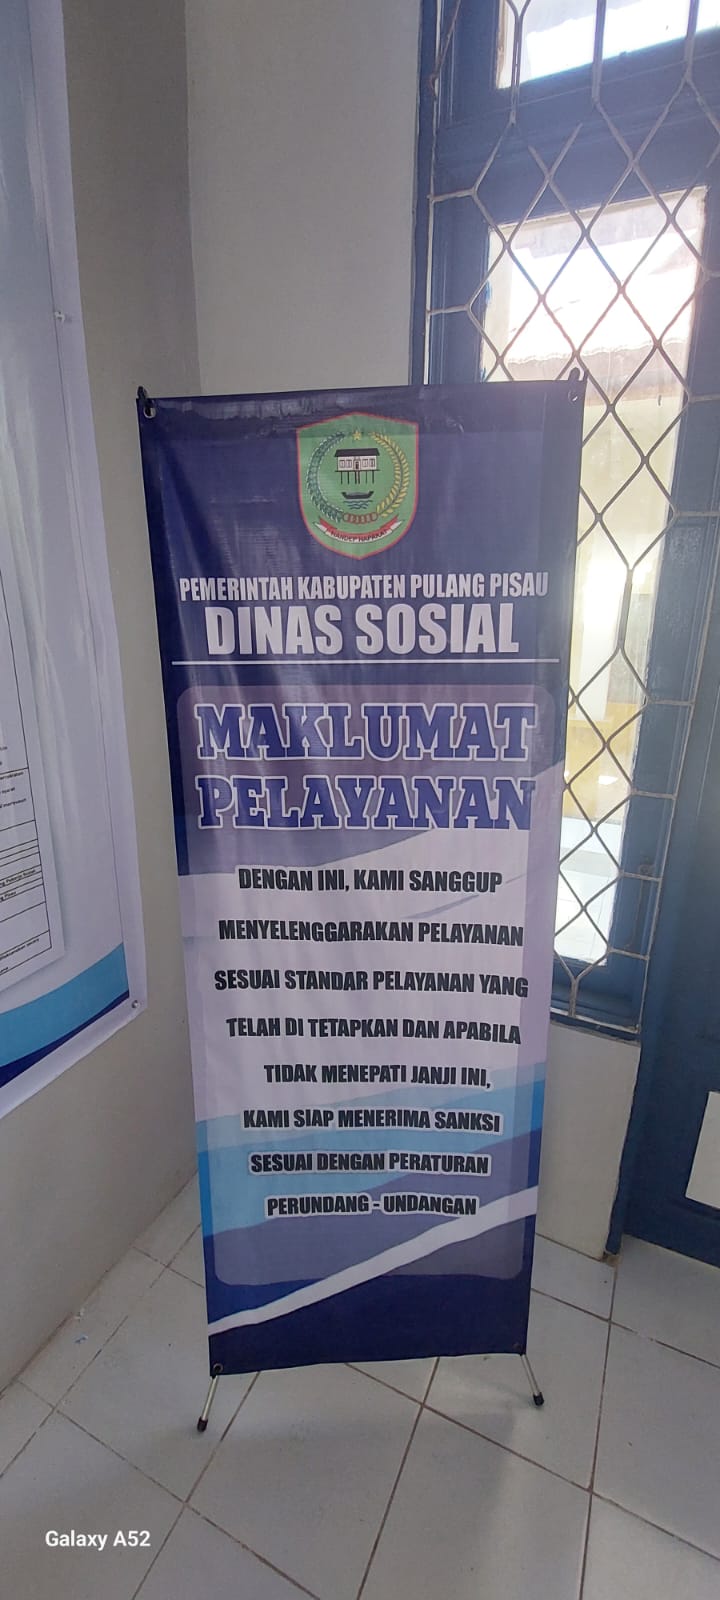 HANDEP HAPAKAT
PEMERINTAH KABUPATEN PULANG PISAU
DINAS SOSIAL
MAKLUMAT
PELAYANAN
DENGAN INI, KAMI SANGGUP
MENYELENGGARAKAN PELAYANAN
SESUAI STANDAR PELAYANAN YANG
TELAH DI TETAPKAN DAN APABILA
TIDAK MENEPATI JANJI INI,
KAMI SIAP MENERIMA SANKSI
SESUAI DENGAN PERATURAN
PERUNDANG - UNDANGAN
Galaxy A52